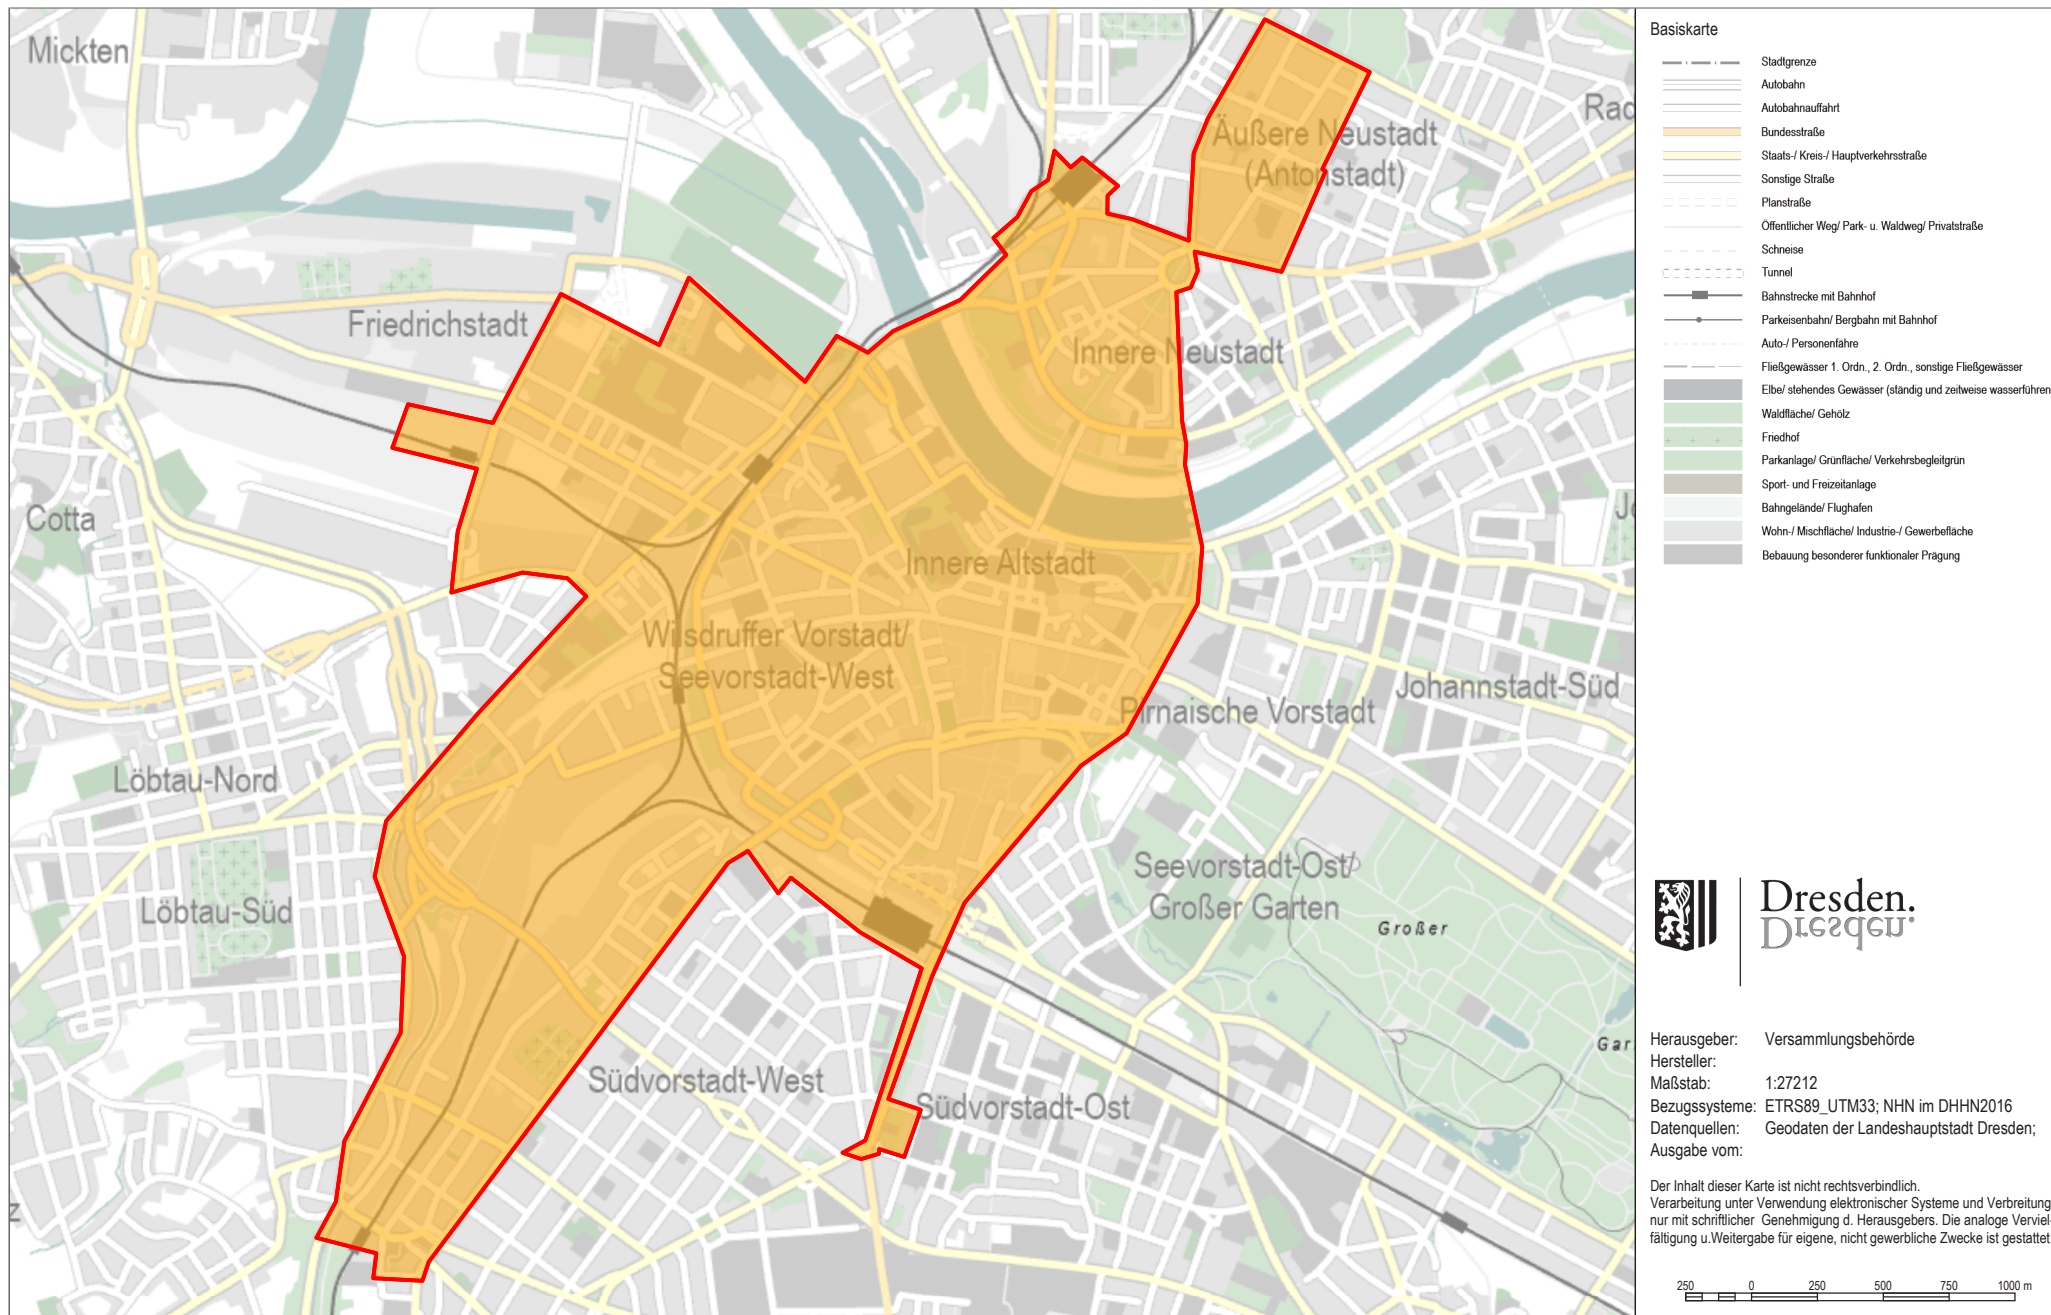 Mickten
Äußere Neustadt
(Antonstadt)
Friedrichstadt
Innere Neustadt
Cotta
Innere Altstadt
Wilsdruffer Vorstadt/
Seevorstadt-West
Johannstadt-Süd
Pirnaische Vorstadt
Löbtau-Nord
Seevorstadt-Ost/
Großer Garten
Löbtau-Süd
Großer
Südvorstadt-West
Südvorstadt-Ost
Basiskarte
Stadtgrenze
Autobahn
Autobahnauffahrt
Bundesstraße
Staats-/ Kreis-/ Hauptverkehrsstraße
Sonstige Straße
Planstraße
Öffentlicher Weg/ Park- u. Waldweg/ Privatstraße
Schneise
Tunnel
Bahnstrecke mit Bahnhof
Parkeisenbahn/ Bergbahn mit Bahnhof
Auto-/ Personenfähre
Fließgewässer 1. Ordn., 2. Ordn., sonstige Fließgewässer
Elbe/ stehendes Gewässer (ständig und zeitweise wasserführen
Waldfläche/ Gehölz
Friedhof
Parkanlage/ Grünfläche/ Verkehrsbegleitgrün
Sport- und Freizeitanlage
Bahngelände/ Flughafen
Wohn-/ Mischfläche/ Industrie-/ Gewerbefläche
Bebauung besonderer funktionaler Prägung
Dresden.
Dresden.
Herausgeber: Versammlungsbehörde
Hersteller:
Maßstab: 1:27212
Bezugssysteme: ETRS89_UTM33; NHN im DHHN2016
Datenquellen: Geodaten der Landeshauptstadt Dresden;
Ausgabe vom:
Der Inhalt dieser Karte ist nicht rechtsverbindlich.
Verarbeitung unter Verwendung elektronischer Systeme und Verbreitung
nur mit schriftlicher Genehmigung d. Herausgebers. Die analoge Verviel-
fältigung u.Weitergabe für eigene, nicht gewerbliche Zwecke ist gestattet
250 0 250 500 750 1000 m